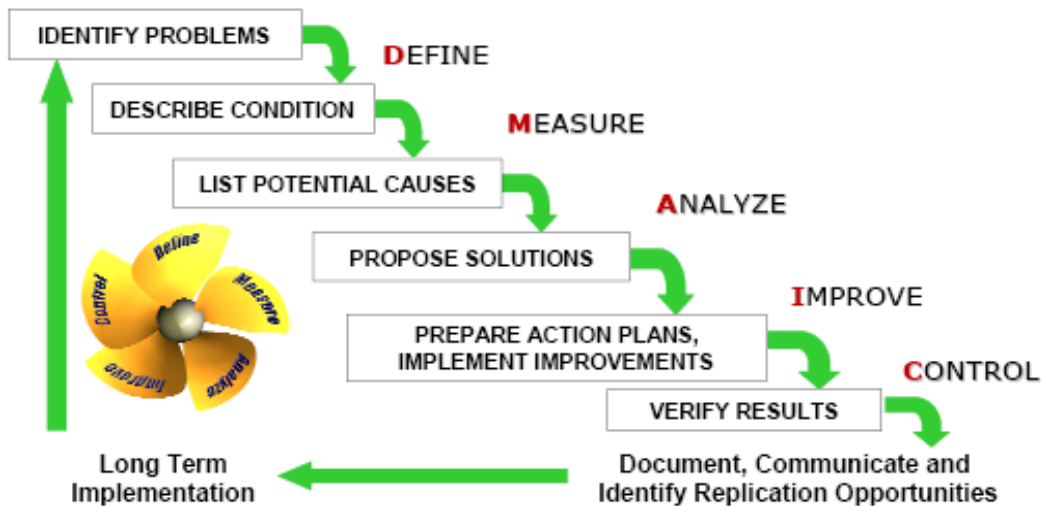 IDENTIFY PROBLEMS
DEFINE
DESCRIBE CONDITION
MEASURE
LIST POTENTIAL CAUSES
ANALYZE
PROPOSE SOLUTIONS
IMPROVE
PREPARE ACTION PLANS,
IMPLEMENT IMPROVEMENTS
CONTROL
VERIFY RESULTS
Document, Communicate and
Identify Replication Opportunities
Long Term
Implementation
Define
Measure
Analyze
Improve
Control